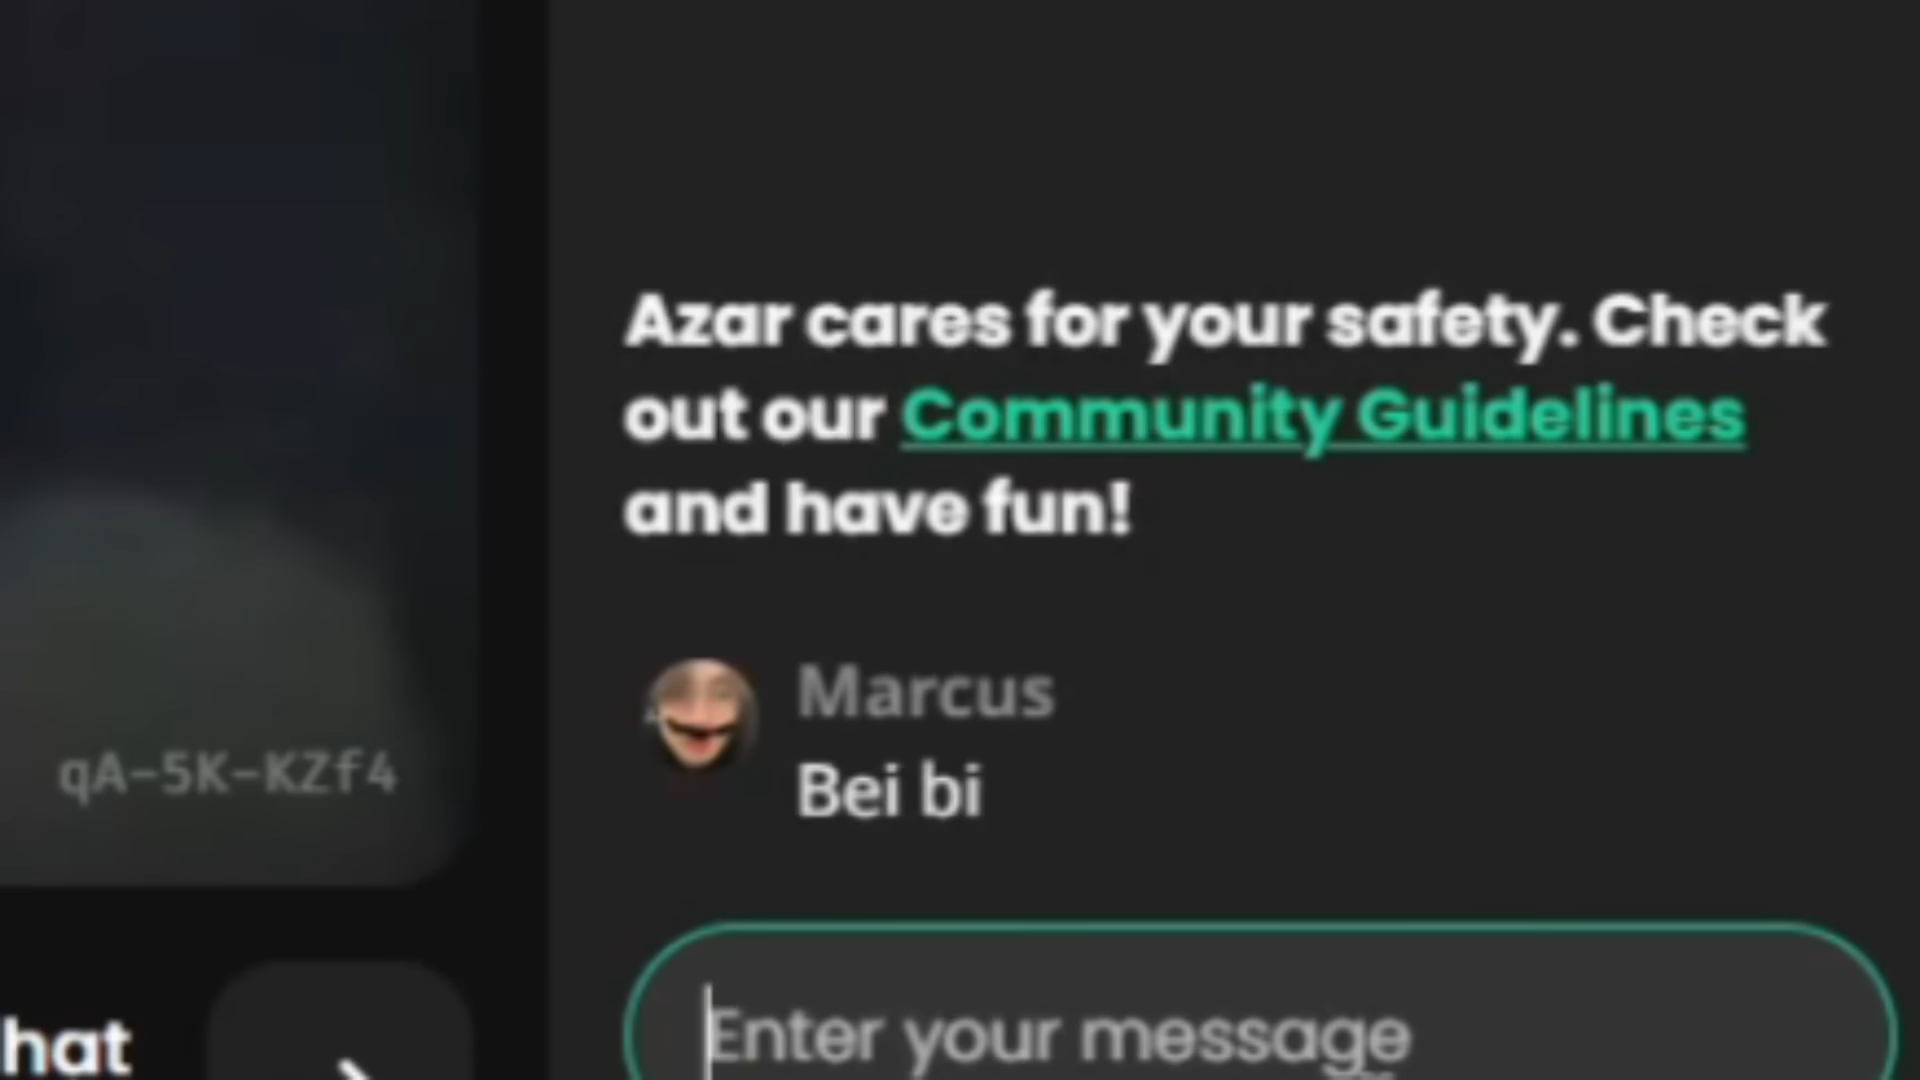 Azar cares for your safety. Check
out our Community Guidelines
and have fun!
Marcus
Bei bi
qA-5K-KZf4
hat
Enter your message